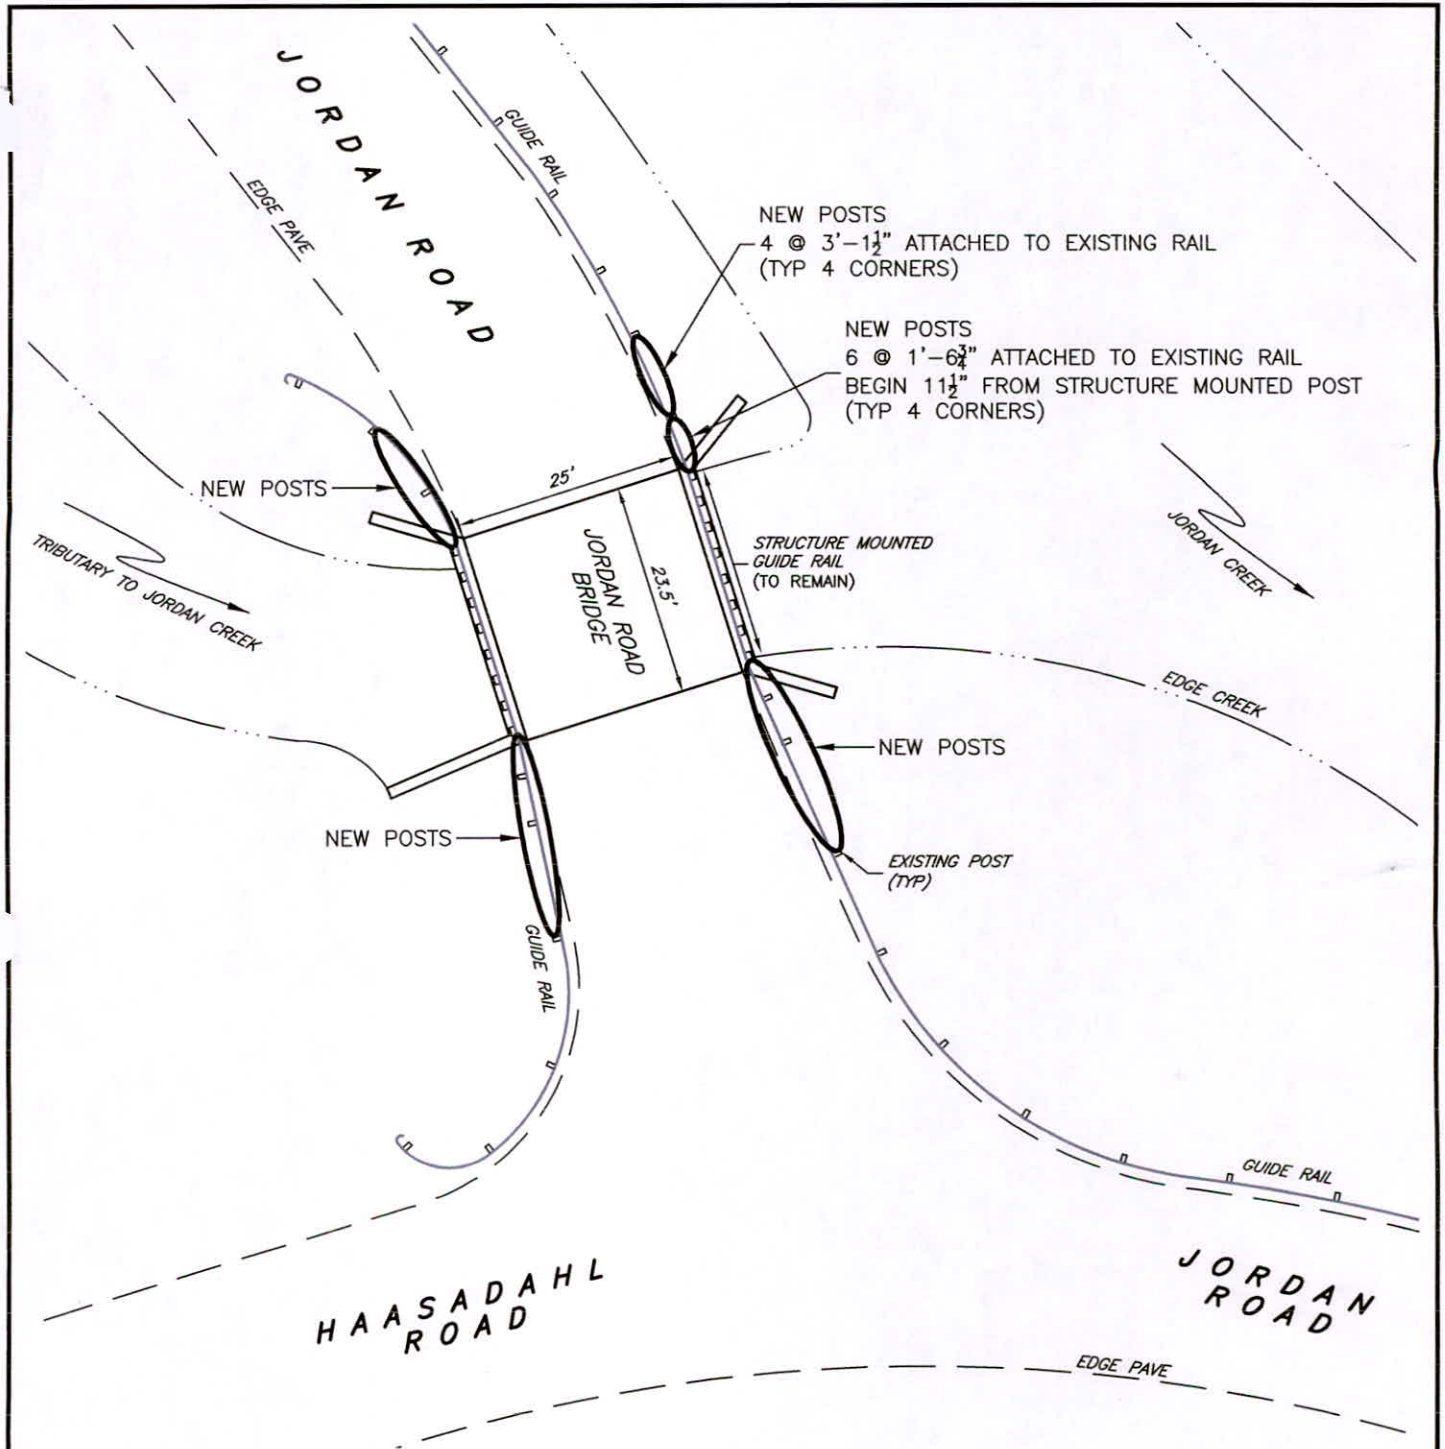 JORDAN ROAD
GUIDE RAIL
EDGE PAVE
NEW POSTS
4 @ 3'-1½" ATTACHED TO EXISTING RAIL
(TYP 4 CORNERS)
NEW POSTS
6 @ 1'-6¾" ATTACHED TO EXISTING RAIL
BEGIN 11½" FROM STRUCTURE MOUNTED POST
(TYP 4 CORNERS)
NEW POSTS
25'
JORDAN ROAD
BRIDGE
23.5'
STRUCTURE MOUNTED
GUIDE RAIL
(TO REMAIN)
JORDAN CREEK
TRIBUTARY TO JORDAN CREEK
EDGE CREEK
NEW POSTS
NEW POSTS
EXISTING POST
(TYP)
GUIDE RAIL
GUIDE RAIL
JORDAN
ROAD
HAASADAHL
ROAD
EDGE PAVE